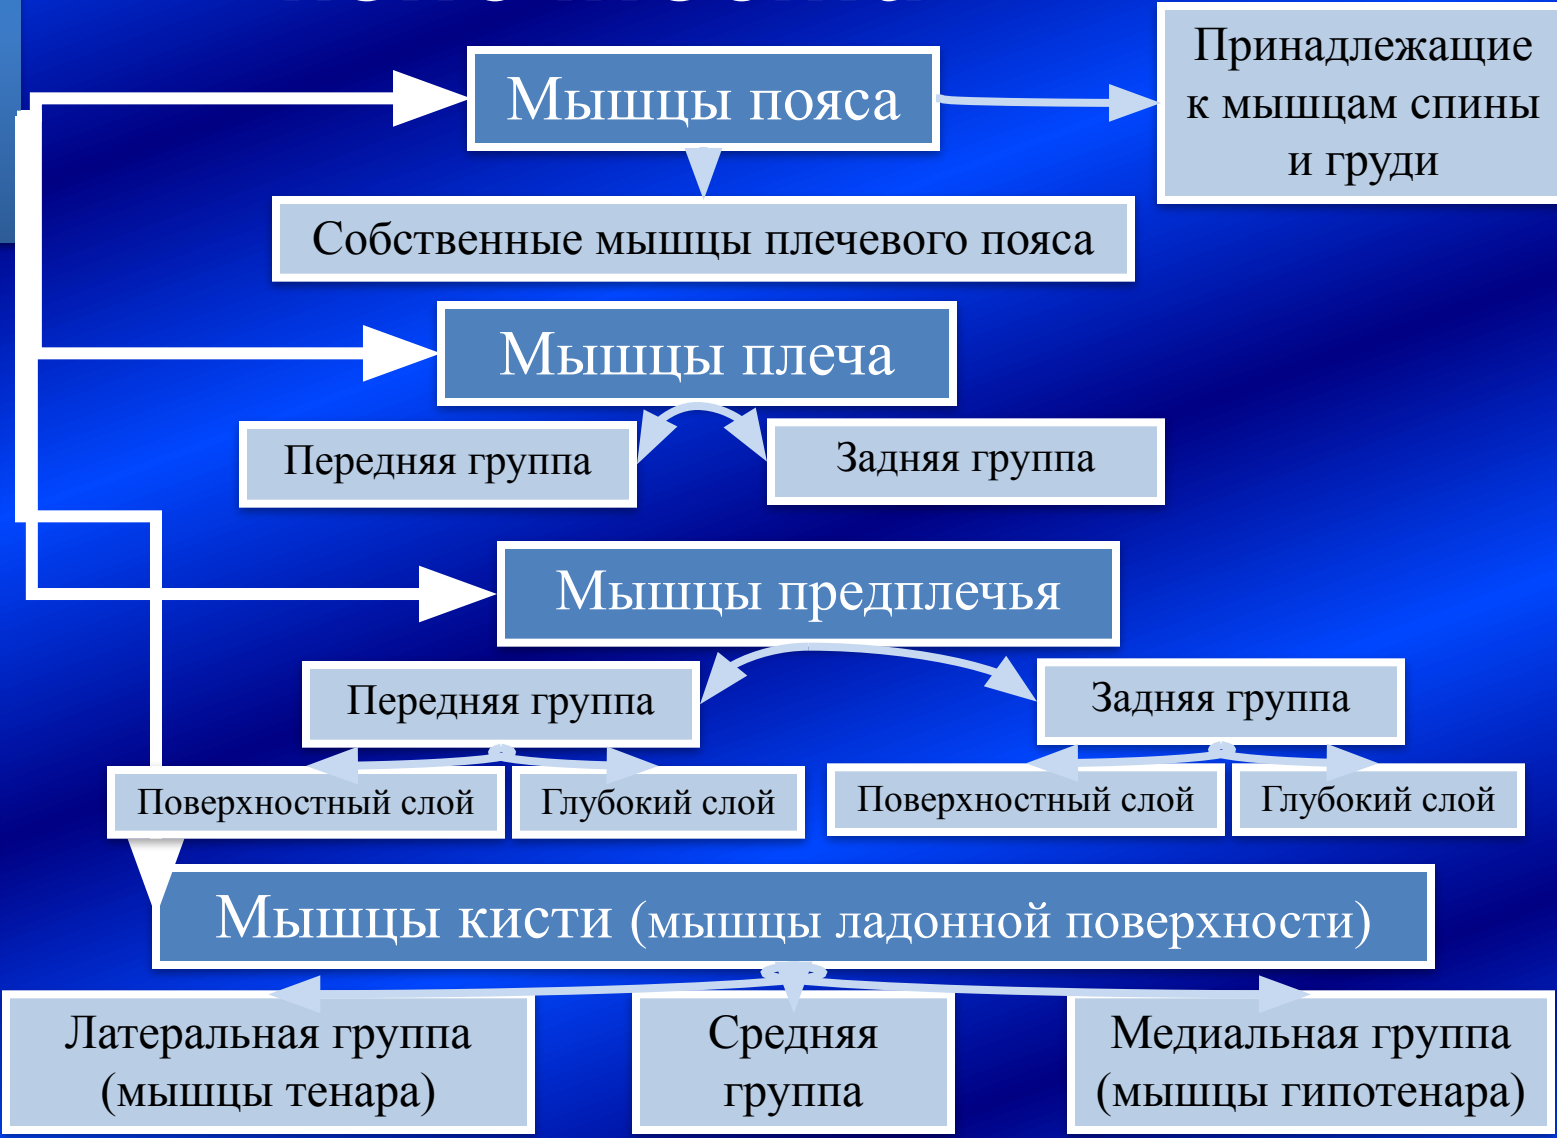 Мышцы пояса
Принадлежащие
к мышцам спины
и груди
Собственные мышцы плечевого пояса
Мышцы плеча
Передняя группа
Задняя группа
Мышцы предплечья
Передняя группа
Задняя группа
Поверхностный слой
Глубокий слой
Поверхностный слой
Глубокий слой
Мышцы кисти (мышцы ладонной поверхности)
Латеральная группа
(мышцы тенара)
Средняя
группа
Медиальная группа
(мышцы гипотенара)